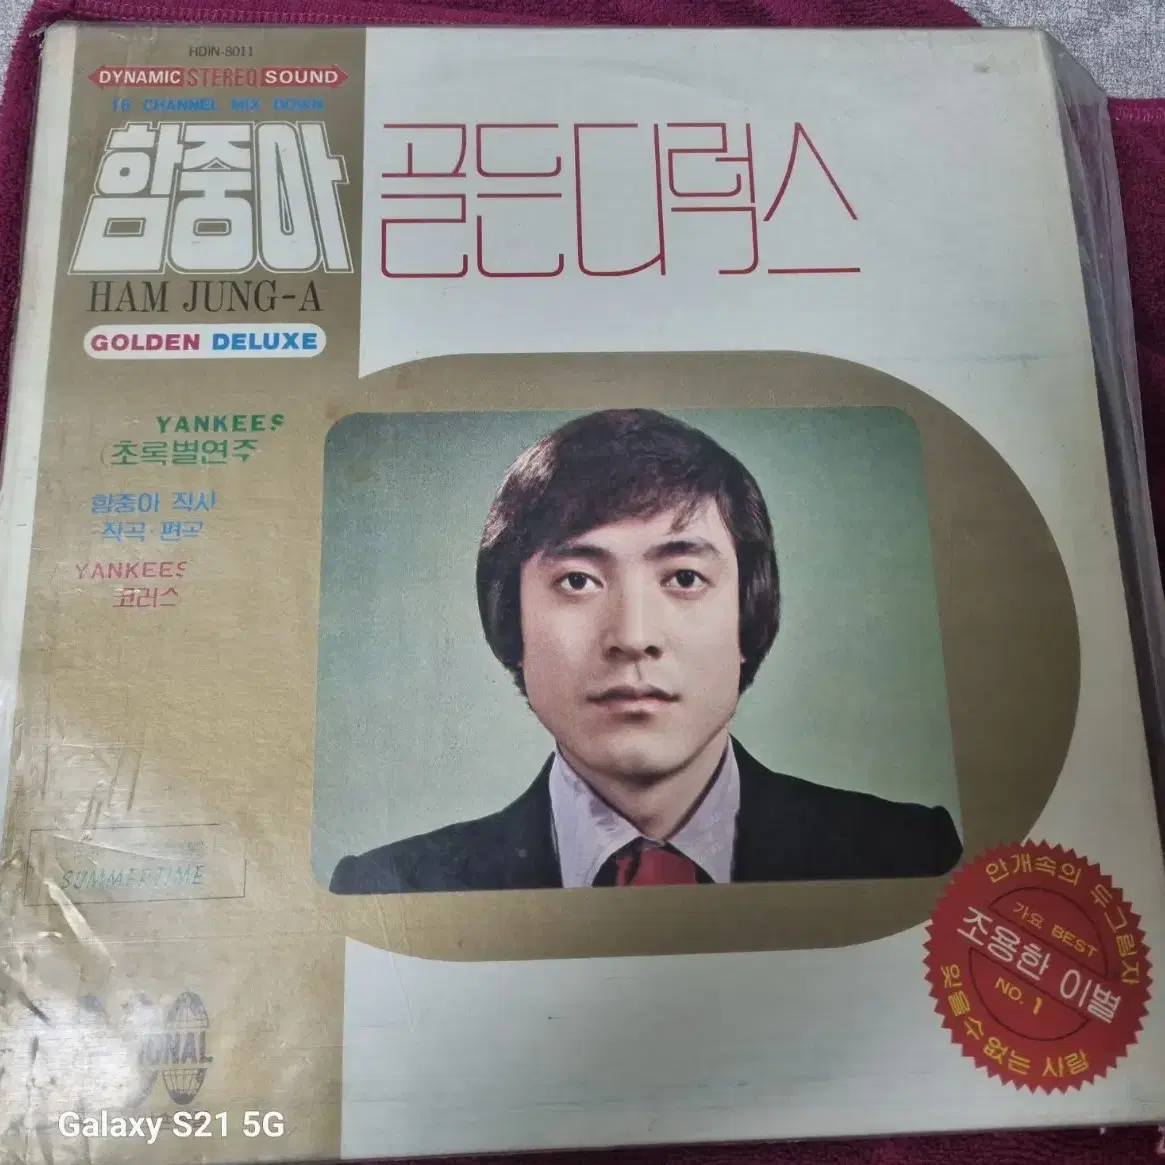 HDIN-8011
DYNAMIC STEREO SOUND
16 CHANNEL MIX DOWN
함중아
HAM JUNG-A
GOLDEN DELUXE
골든디럭스
YANKEES
(초록별연주
함중아 작사
작곡·편곡
YANKEES
코러스
SUMMERTIME
안개속의 두그림자
가요 BEST
조용한 이별
NO. 1
잊을수없는 사람
Galaxy S21 5G